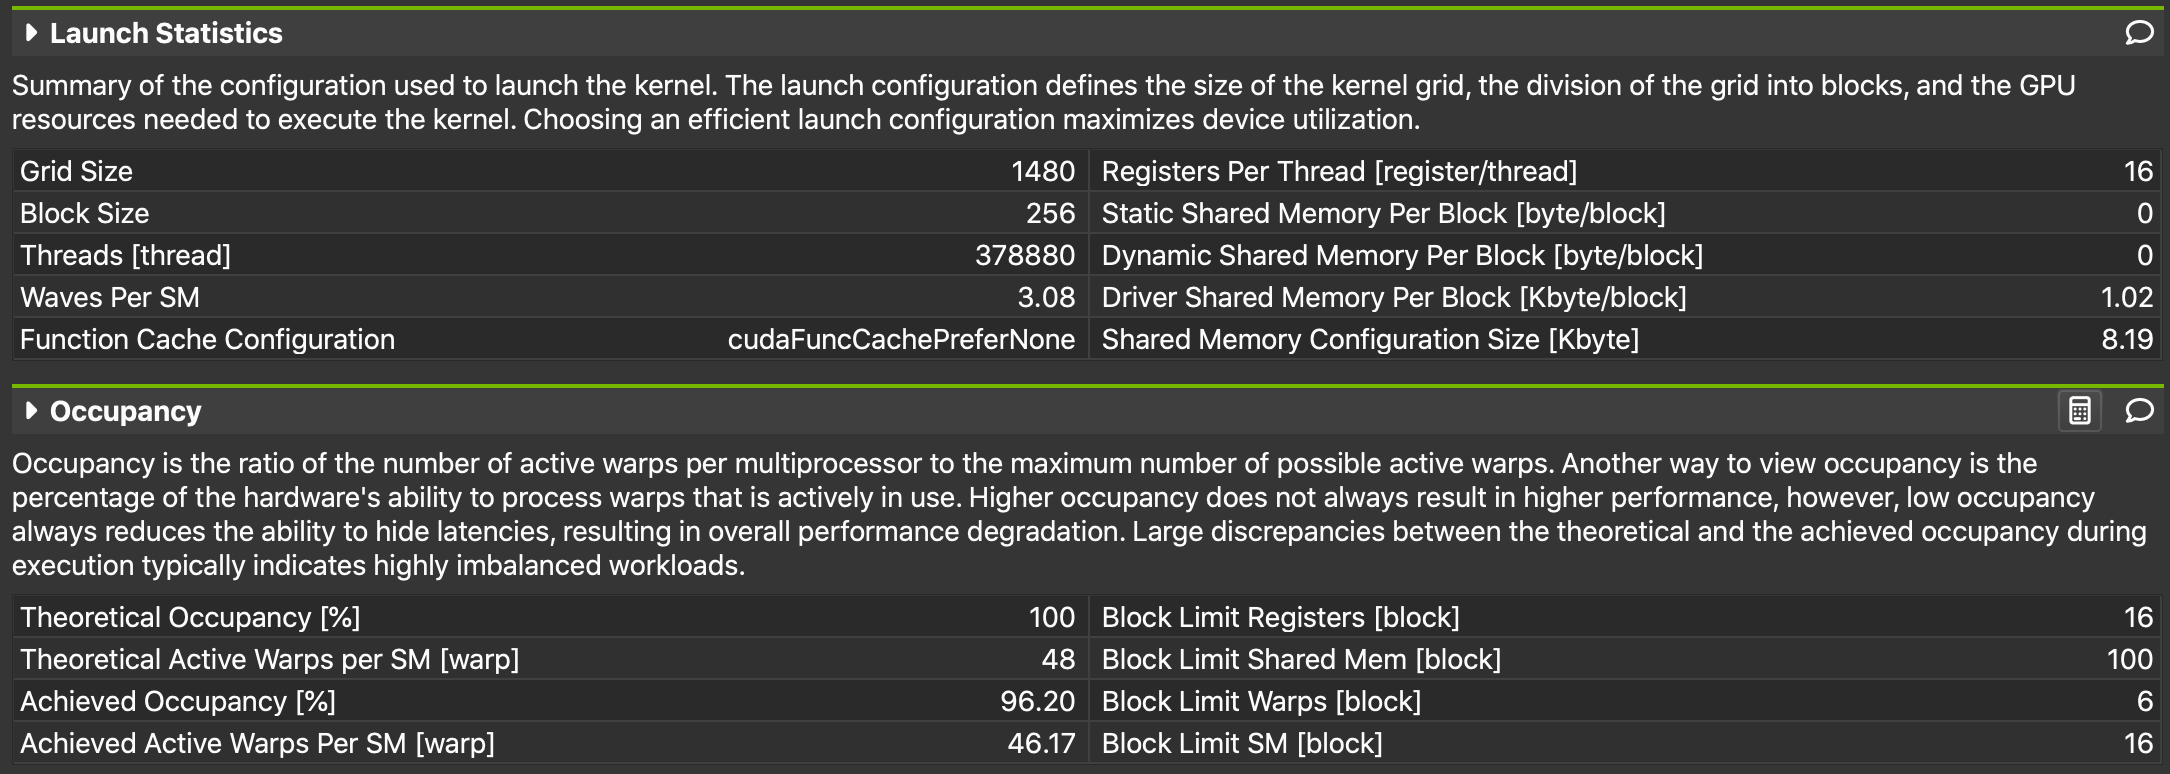 Launch Statistics
Summary of the configuration used to launch the kernel. The launch configuration defines the size of the kernel grid, the division of the grid into blocks, and the GPU
resources needed to execute the kernel. Choosing an efficient launch configuration maximizes device utilization.
Grid Size 1480 Registers Per Thread [register/thread] 16
Block Size 256 Static Shared Memory Per Block [byte/block] 0
Threads [thread] 378880 Dynamic Shared Memory Per Block [byte/block] 0
Waves Per SM 3.08 Driver Shared Memory Per Block [Kbyte/block] 1.02
Function Cache Configuration cudaFuncCachePreferNone Shared Memory Configuration Size [Kbyte] 8.19
Occupancy
Occupancy is the ratio of the number of active warps per multiprocessor to the maximum number of possible active warps. Another way to view occupancy is the
percentage of the hardware's ability to process warps that is actively in use. Higher occupancy does not always result in higher performance, however, low occupancy
always reduces the ability to hide latencies, resulting in overall performance degradation. Large discrepancies between the theoretical and the achieved occupancy during
execution typically indicates highly imbalanced workloads.
Theoretical Occupancy [%] 100 Block Limit Registers [block] 16
Theoretical Active Warps per SM [warp] 48 Block Limit Shared Mem [block] 100
Achieved Occupancy [%] 96.20 Block Limit Warps [block] 6
Achieved Active Warps Per SM [warp] 46.17 Block Limit SM [block] 16